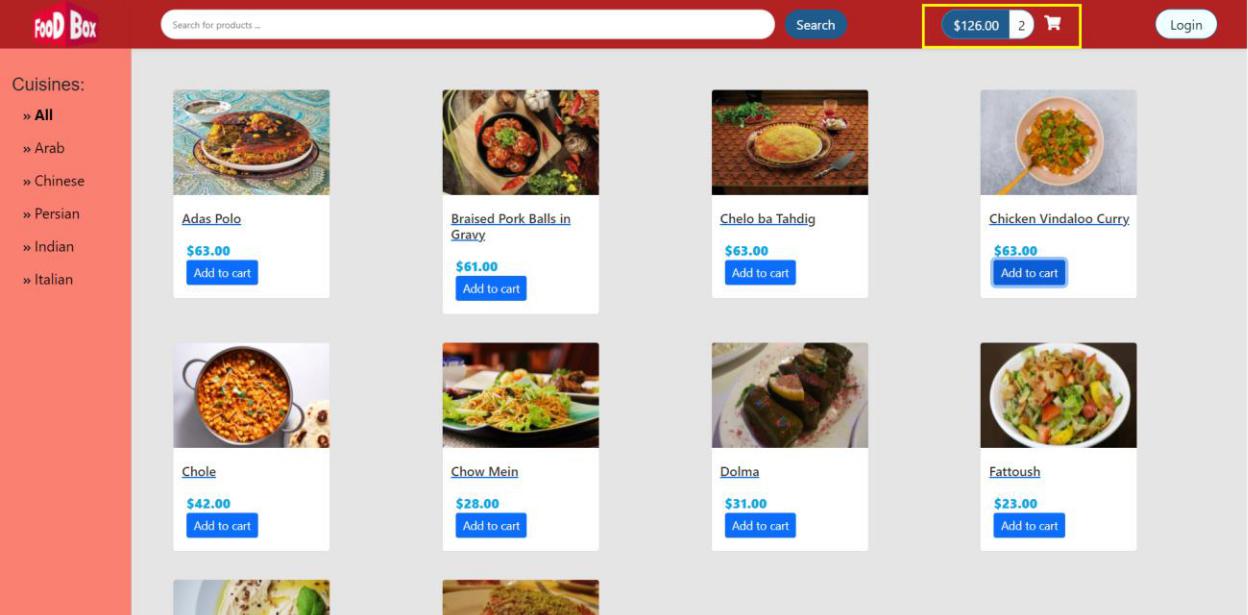 FooD Box
Search for products ...
Search
$126.00 2
Login
Cuisines:
» All
» Arab
» Chinese
» Persian
» Indian
» Italian
Adas Polo
$63.00
Add to cart
Braised Pork Balls in
Gravy
$61.00
Add to cart
Chelo ba Tahdig
$63.00
Add to cart
Chicken Vindaloo Curry
$63.00
Add to cart
Chole
$42.00
Add to cart
Chow Mein
$28.00
Add to cart
Dolma
$31.00
Add to cart
Fattoush
$23.00
Add to cart